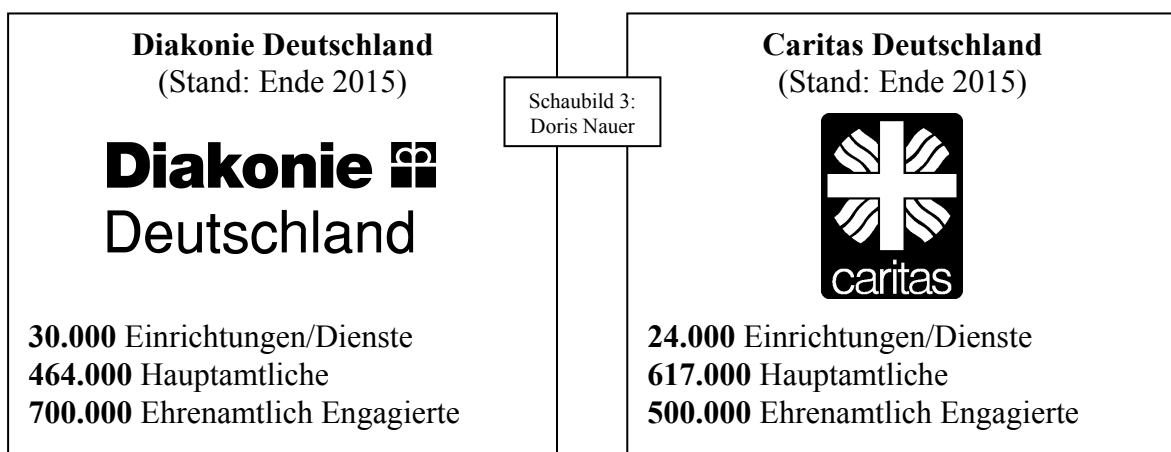 Diakonie Deutschland
(Stand: Ende 2015)
Diakonie
Deutschland
30.000 Einrichtungen/Dienste
464.000 Hauptamtliche
700.000 Ehrenamtlich Engagierte
Schaubild 3:
Doris Nauer
Caritas Deutschland
(Stand: Ende 2015)
caritas
24.000 Einrichtungen/Dienste
617.000 Hauptamtliche
500.000 Ehrenamtlich Engagierte